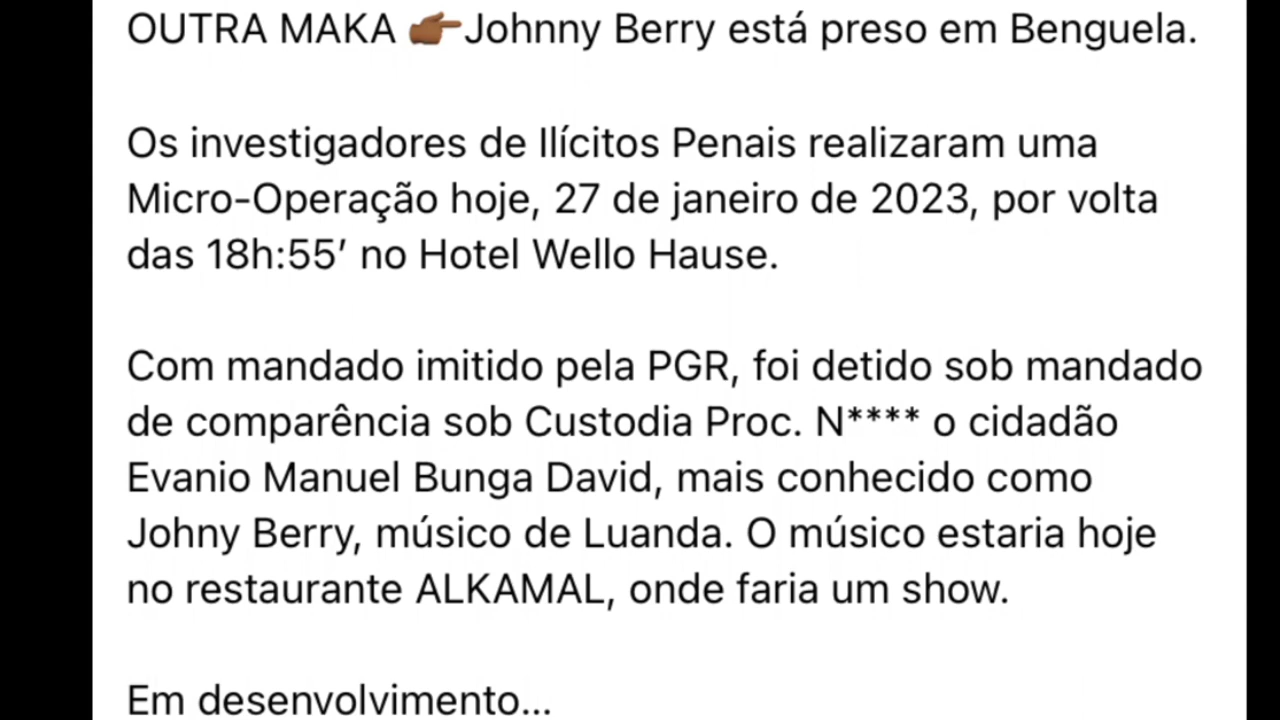 OUTRA MAKA 👉🏾Johnny Berry está preso em Benguela.
Os investigadores de Ilícitos Penais realizaram uma
Micro-Operação hoje, 27 de janeiro de 2023, por volta
das 18h:55’ no Hotel Wello Hause.
Com mandado imitido pela PGR, foi detido sob mandado
de comparência sob Custodia Proc. N**** o cidadão
Evanio Manuel Bunga David, mais conhecido como
Johny Berry, músico de Luanda. O músico estaria hoje
no restaurante ALKAMAL, onde faria um show.
Em desenvolvimento...